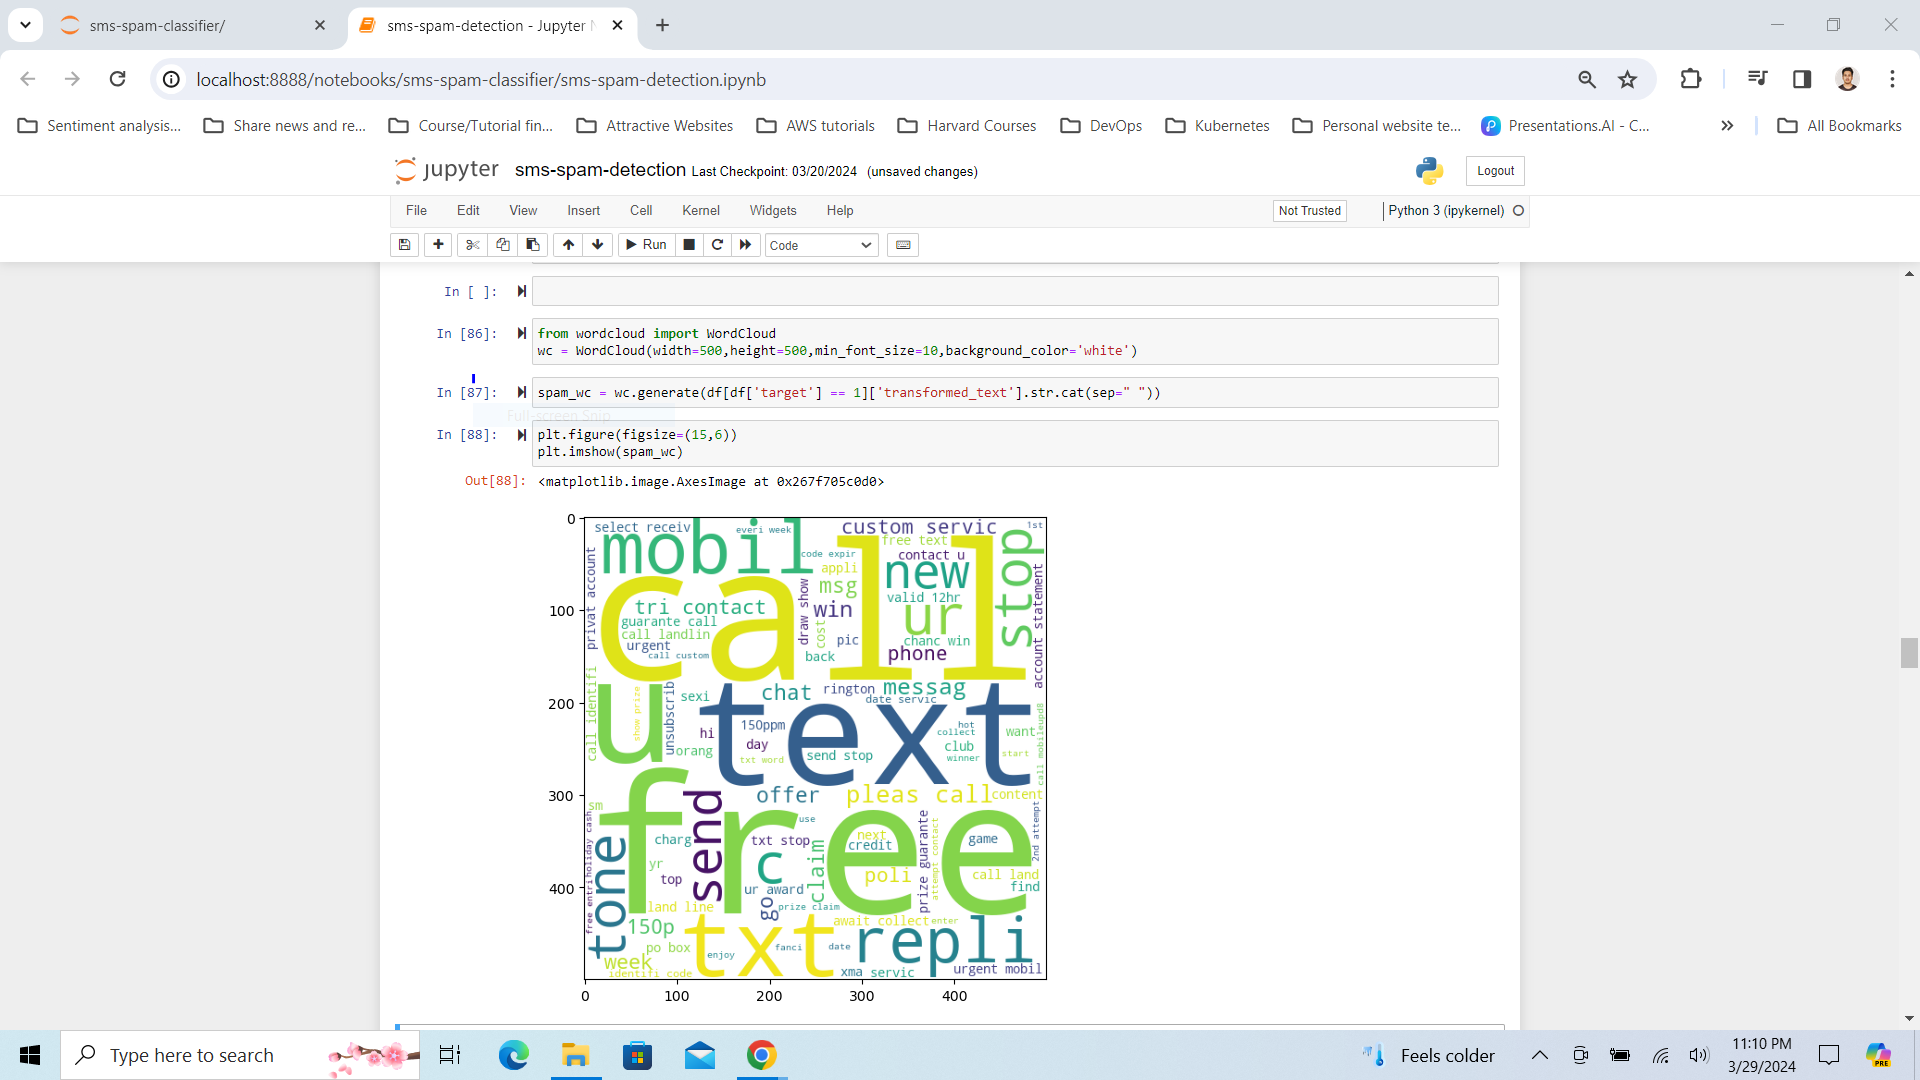 sms-spam-classifier/
sms-spam-detection - Jupyter N
localhost:8888/notebooks/sms-spam-classifier/sms-spam-detection.ipynb
Sentiment analysis... Share news and re... Course/Tutorial fin... Attractive Websites AWS tutorials Harvard Courses DevOps Kubernetes Personal website te... Presentations.AI - C... All Bookmarks
jupyter sms-spam-detection Last Checkpoint: 03/20/2024 (unsaved changes)
Logout
File Edit View Insert Cell Kernel Widgets Help
Not Trusted
Python 3 (ipykernel)
Run
Code
In [ ]:
In [86]:
from wordcloud import WordCloud
wc = WordCloud(width=500,height=500,min_font_size=10,background_color='white')
In [87]:
spam_wc = wc.generate(df[df['target'] == 1]['transformed_text'].str.cat(sep=" "))
Full-screen Snip
In [88]:
plt.figure(figsize=(15,6))
plt.imshow(spam_wc)
Out[88]:
<matplotlib.image.AxesImage at 0x267f705c0d0>
0
100
200
300
400
select receiv
everi week
custom servic
1st
mobil
free text
code expir
contact u
stop
call
appli
new
msg
private account
draw show
valid 12hr
account statement
tri contact
win
ur
guarante call
cost
call landlin
pic
chanc win
urgent
call custom
back
phone
call identifi
u
show prize
unsubscrib
sexi
chat
rington
messag
date servic
text
150ppm
hi
day
orang
txt word
send stop
hot
collect
club
winner
want
start
call mobileupd8
offer
pleas call
content
sm
free
send
use
holiday cash
free entri
charg
txt stop
next
credit
game
2nd attempt
yr
c
claim
prize guarante
attempt contact
top
ur award
poli
call land
find
tone
land line
go
prize claim
await collect
enter
150p
txt
repli
po box
enjoy
fanci
date
week
identifi code
xma servic
urgent mobil
0
100
200
300
400
Type here to search
Feels colder
11:10 PM
3/29/2024
PRE